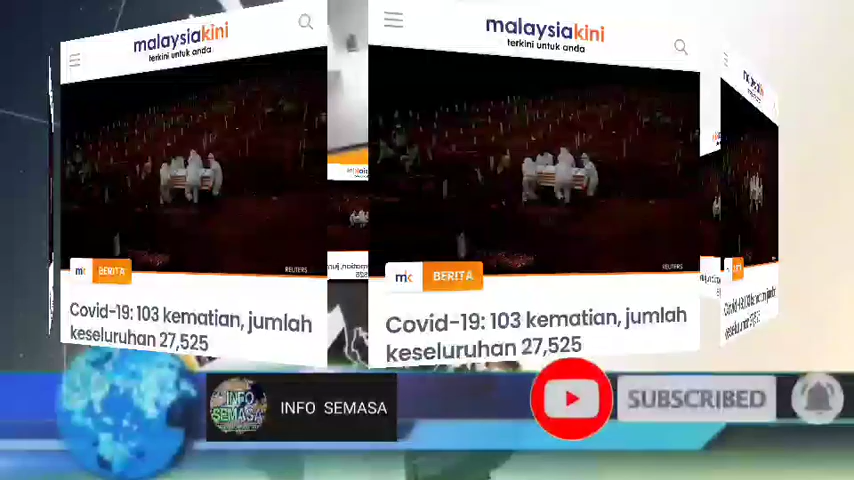 malaysiakini
terkini untuk anda
REUTERS
mk BERITA
Covid-19: 103 kematian, jumlah
keseluruhan 27,525
malaysiakini
terkini untuk anda
REUTERS
mk BERITA
Covid-19: 103 kematian, jumlah
keseluruhan 27,525
INFO
SEMASA
INFO SEMASA
SUBSCRIBED